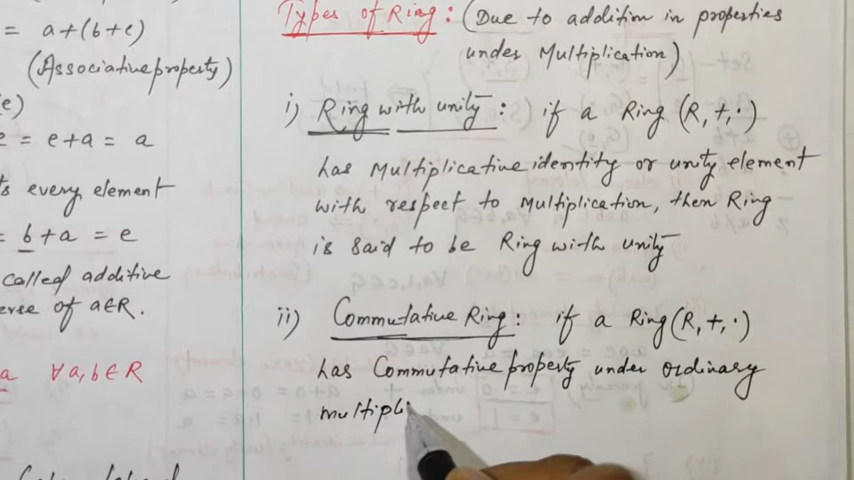 = a+(b+c)
(Associative property)
e)
e = e+a = a
ts every element
= b+a = e
called additive
erse of a∈R.
a ∀a,b∈R
Types of Ring: (Due to addition in properties
under Multiplication)
i) Ring with unity: if a Ring (R,+,·)
has Multiplicative identity or unity element
with respect to Multiplication, then Ring
is said to be Ring with unity
ii) Commutative Ring: if a Ring (R,+,·)
has Commutative property under ordinary
multipli